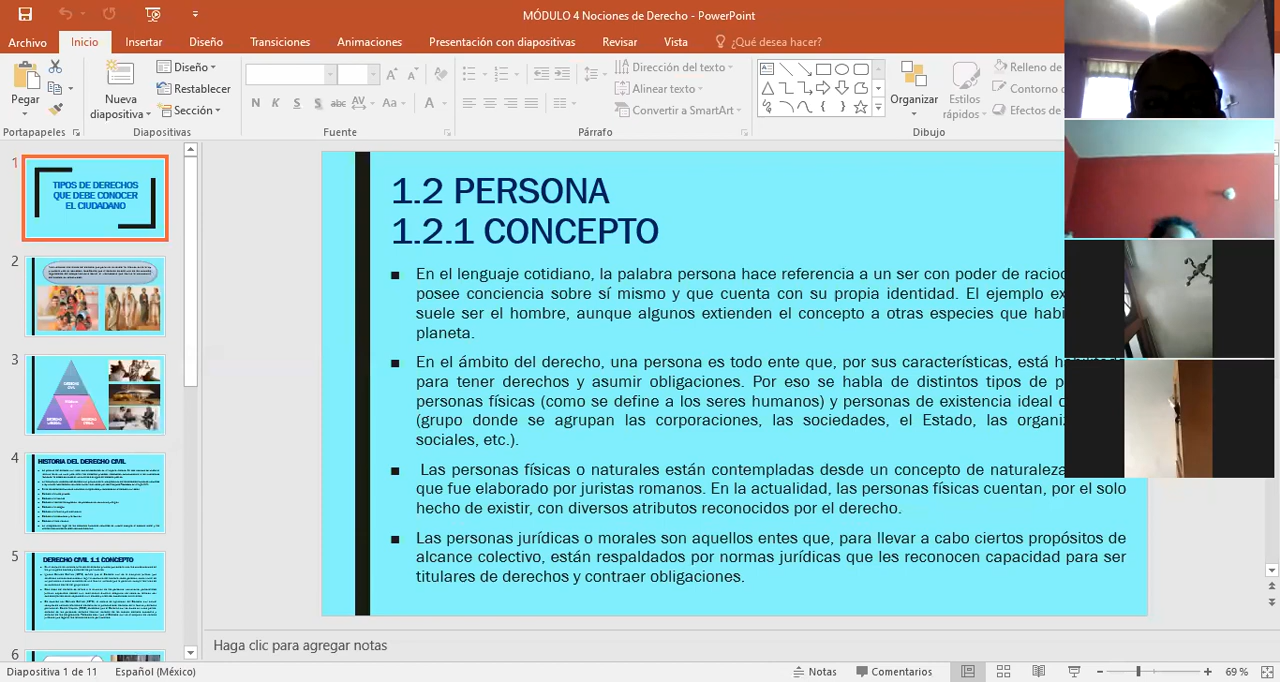 MÓDULO 4 Nociones de Derecho - PowerPoint
Archivo Inicio Insertar Diseño Transiciones Animaciones Presentación con diapositivas Revisar Vista ¿Qué desea hacer?
Pegar
Nueva diapositiva
Diseño
Restablecer
Sección
N K S S abc AV Aa A
Dirección del texto
Alinear texto
Convertir a SmartArt
Organizar
Estilos rápidos
Relleno de
Contorno
Efectos de
Portapapeles Diapositivas Fuente Párrafo Dibujo
1
TIPOS DE DERECHOS
QUE DEBE CONOCER
EL CIUDADANO
2
3
4
HISTORIA DEL DERECHO CIVIL
5
DERECHO CIVIL 1.1 CONCEPTO
6
1.2 PERSONA
1.2.1 CONCEPTO
En el lenguaje cotidiano, la palabra persona hace referencia a un ser con poder de
posee conciencia sobre sí mismo y que cuenta con su propia identidad. El ejemplo
suele ser el hombre, aunque algunos extienden el concepto a otras especies que
planeta.
En el ámbito del derecho, una persona es todo ente que, por sus características, está
para tener derechos y asumir obligaciones. Por eso se habla de distintos tipos de
personas físicas (como se define a los seres humanos) y personas de existencia ideal
(grupo donde se agrupan las corporaciones, las sociedades, el Estado, las
sociales, etc.).
Las personas físicas o naturales están contempladas desde un concepto de naturaleza
que fue elaborado por juristas romanos. En la actualidad, las personas físicas cuentan, por el solo
hecho de existir, con diversos atributos reconocidos por el derecho.
Las personas jurídicas o morales son aquellos entes que, para llevar a cabo ciertos propósitos de
alcance colectivo, están respaldados por normas jurídicas que les reconocen capacidad para ser
titulares de derechos y contraer obligaciones.
Haga clic para agregar notas
Diapositiva 1 de 11 Español (México) Notas Comentarios 69 %